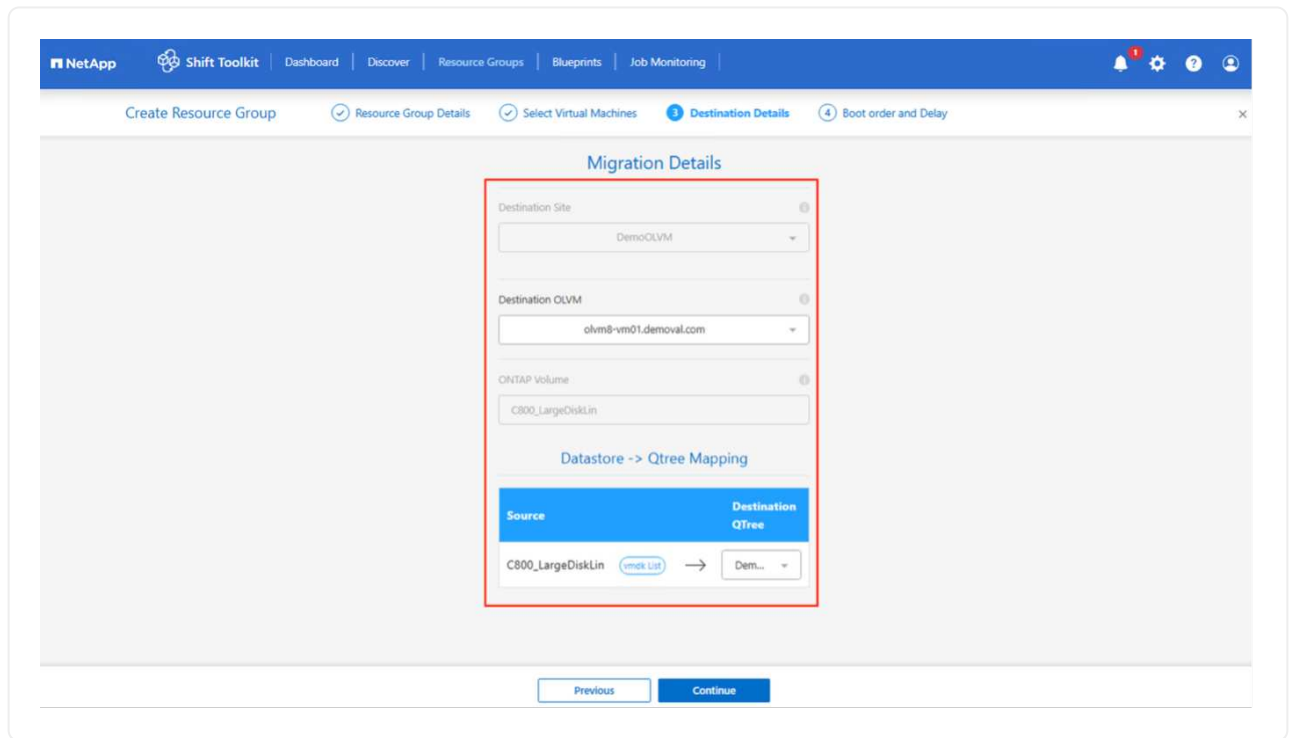 NetApp Shift Toolkit Dashboard Discover Resource Groups Blueprints Job Monitoring 1
Create Resource Group Resource Group Details Select Virtual Machines 3 Destination Details 4 Boot order and Delay
Migration Details
Destination Site
DemoOLVM
Destination OLVM
olvm8-vm01.demoval.com
ONTAP Volume
C800_LargeDiskLin
Datastore -> Qtree Mapping
Source Destination QTree
C800_LargeDiskLin vmdk List Dem...
Previous Continue